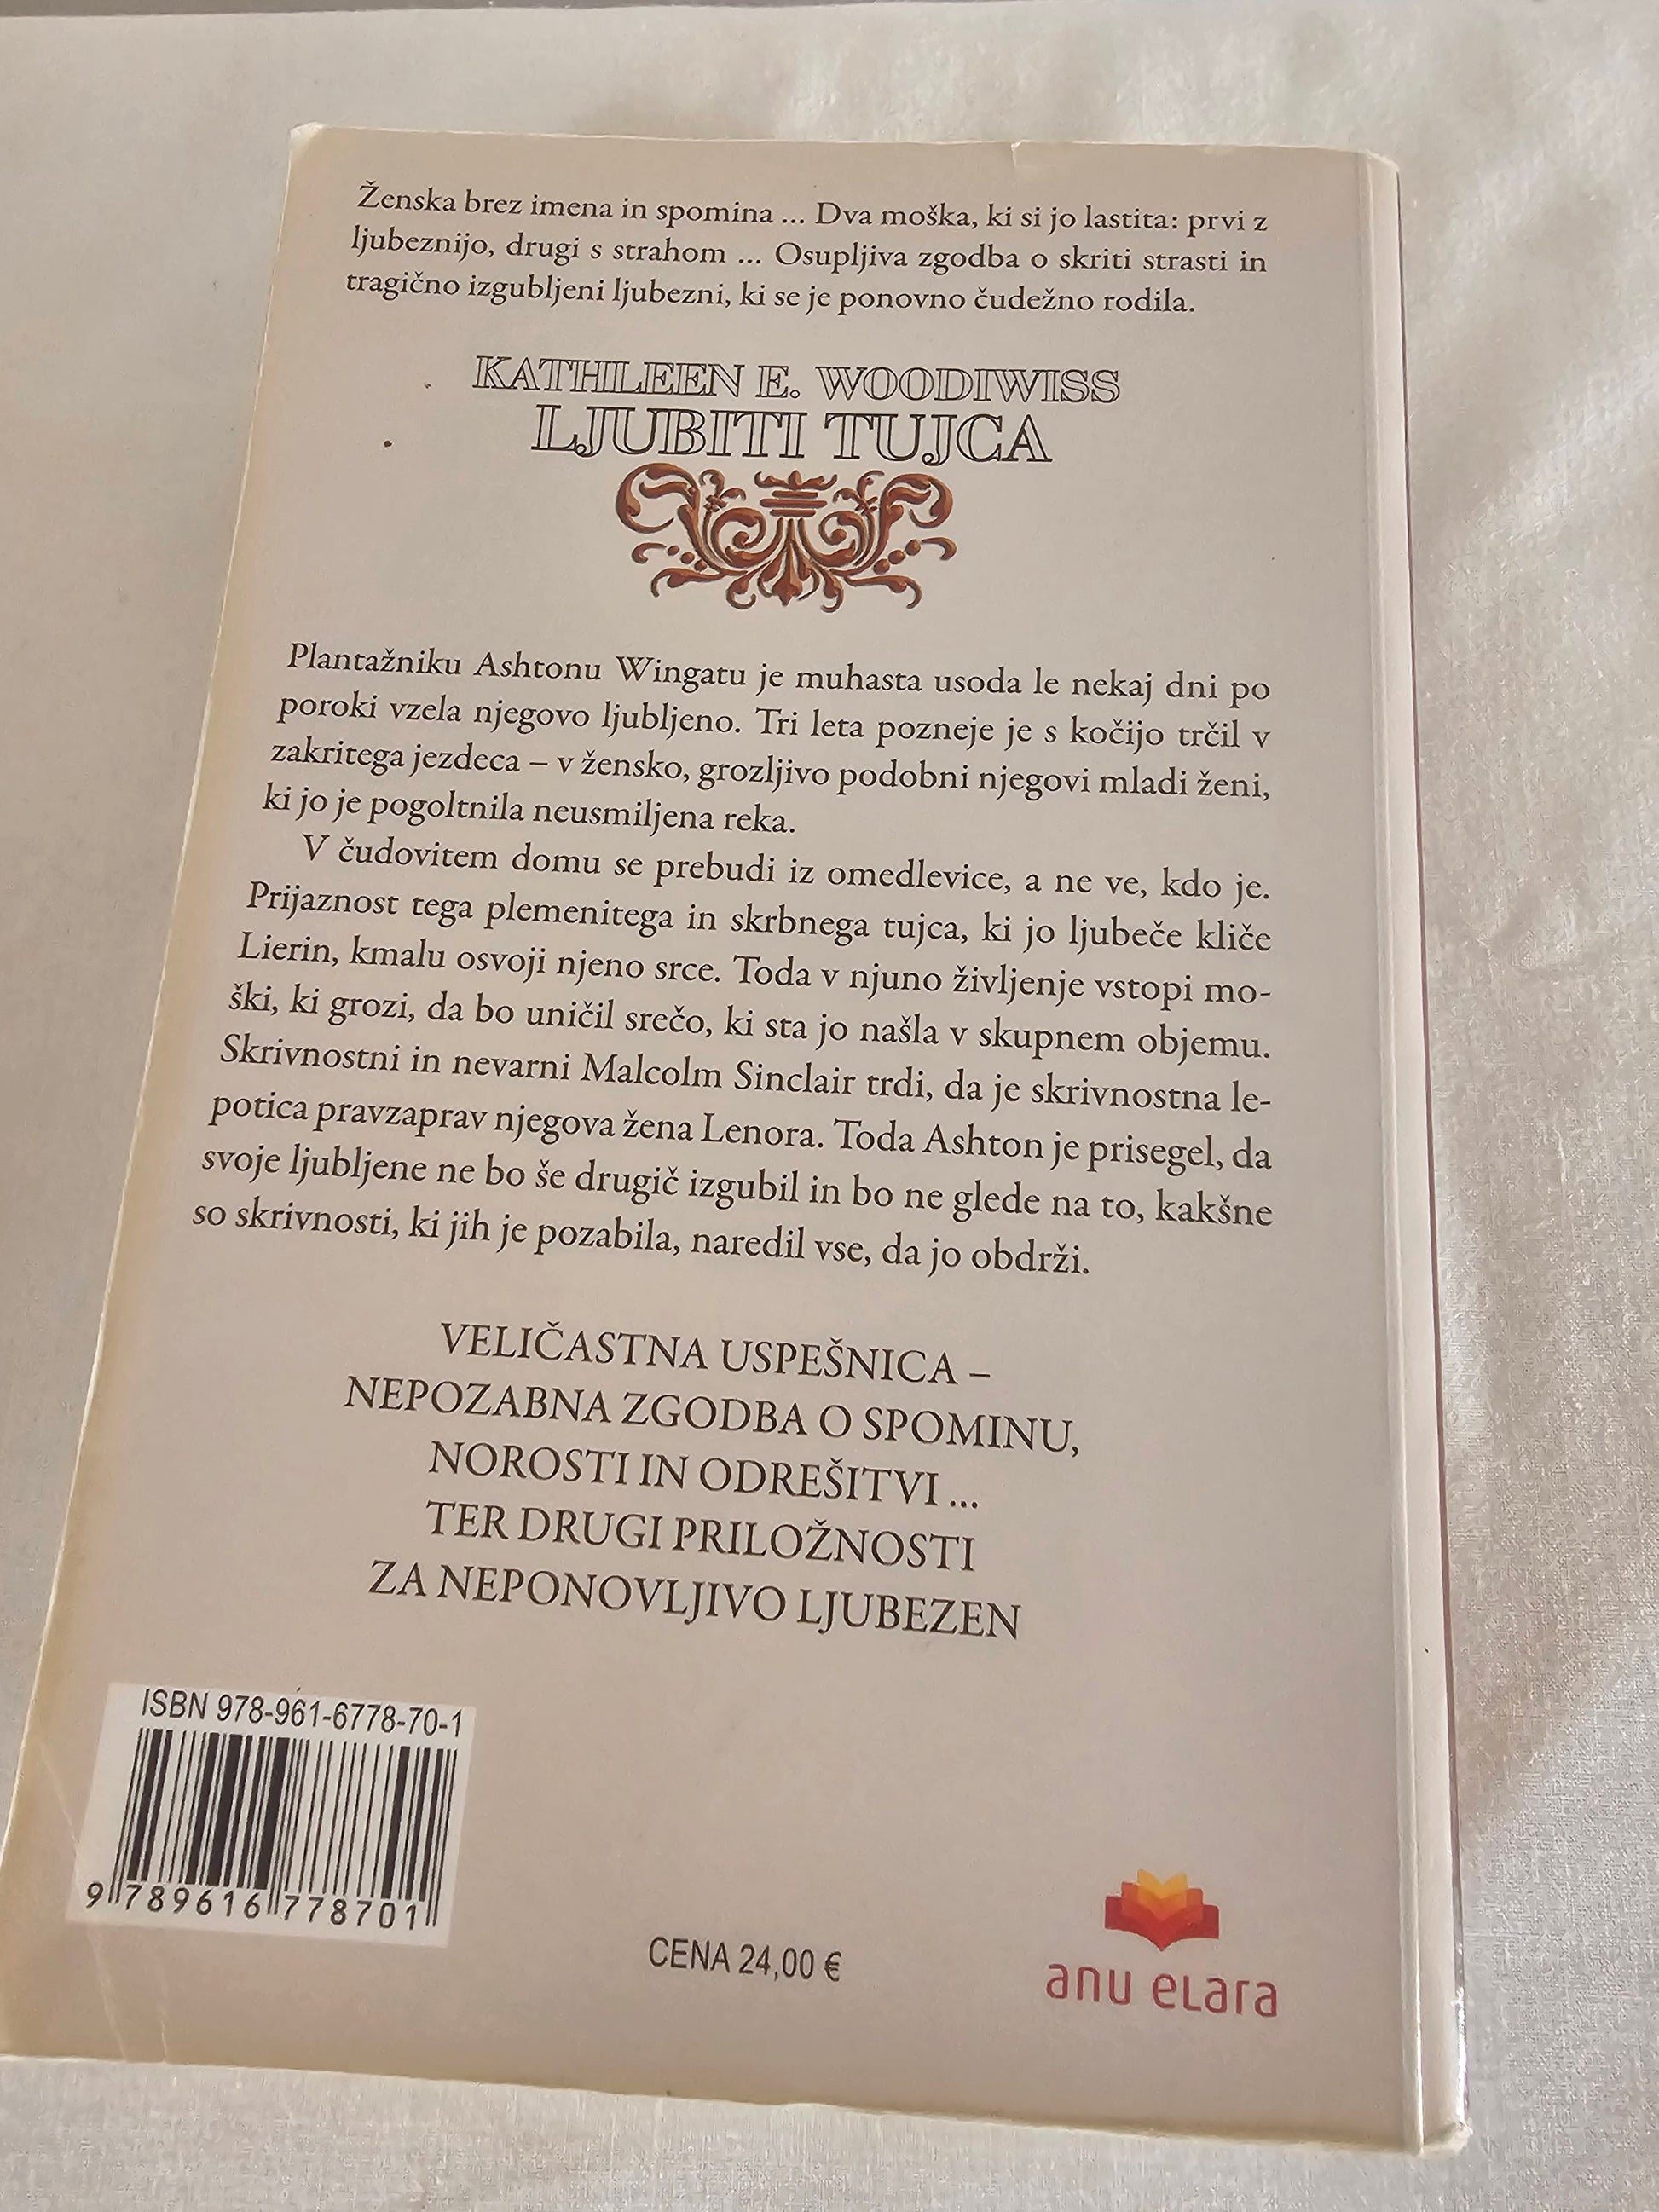 Ženska brez imena in spomina ... Dva moška, ki si jo lastita: prvi z
ljubeznijo, drugi s strahom ... Osupljiva zgodba o skriti strasti in
tragično izgubljeni ljubezni, ki se je ponovno čudežno rodila.
KATHLEEN E. WOODIWISS
LJUBITI TUJCA
Plantažniku Ashtonu Wingatu je muhasta usoda le nekaj dni po
poroki vzela njegovo ljubljeno. Tri leta pozneje je s kočijo trčil v
zakritega jezdeca – v žensko, grozljivo podobni njegovi mladi ženi,
ki jo je pogoltnila neusmiljena reka.
V čudovitem domu se prebudi iz omedlevice, a ne ve, kdo je.
Prijaznost tega plemenitega in skrbnega tujca, ki jo ljubeče kliče
Lierin, kmalu osvoji njeno srce. Toda v njuno življenje vstopi mo-
ški, ki grozi, da bo uničil srečo, ki sta jo našla v skupnem objemu.
Skrivnostni in nevarni Malcolm Sinclair trdi, da je skrivnostna le-
potica pravzaprav njegova žena Lenora. Toda Ashton je prisegel, da
svoje ljubljene ne bo še drugič izgubil in bo ne glede na to, kakšne
so skrivnosti, ki jih je pozabila, naredil vse, da jo obdrži.
VELIČASTNA USPEŠNICA –
NEPOZABNA ZGODBA O SPOMINU,
NOROSTI IN ODREŠITVI ...
TER DRUGI PRILOŽNOSTI
ZA NEPONOVLJIVO LJUBEZEN
ISBN 978-961-6778-70-1
9 789616 778701
CENA 24,00 €
anu eLara